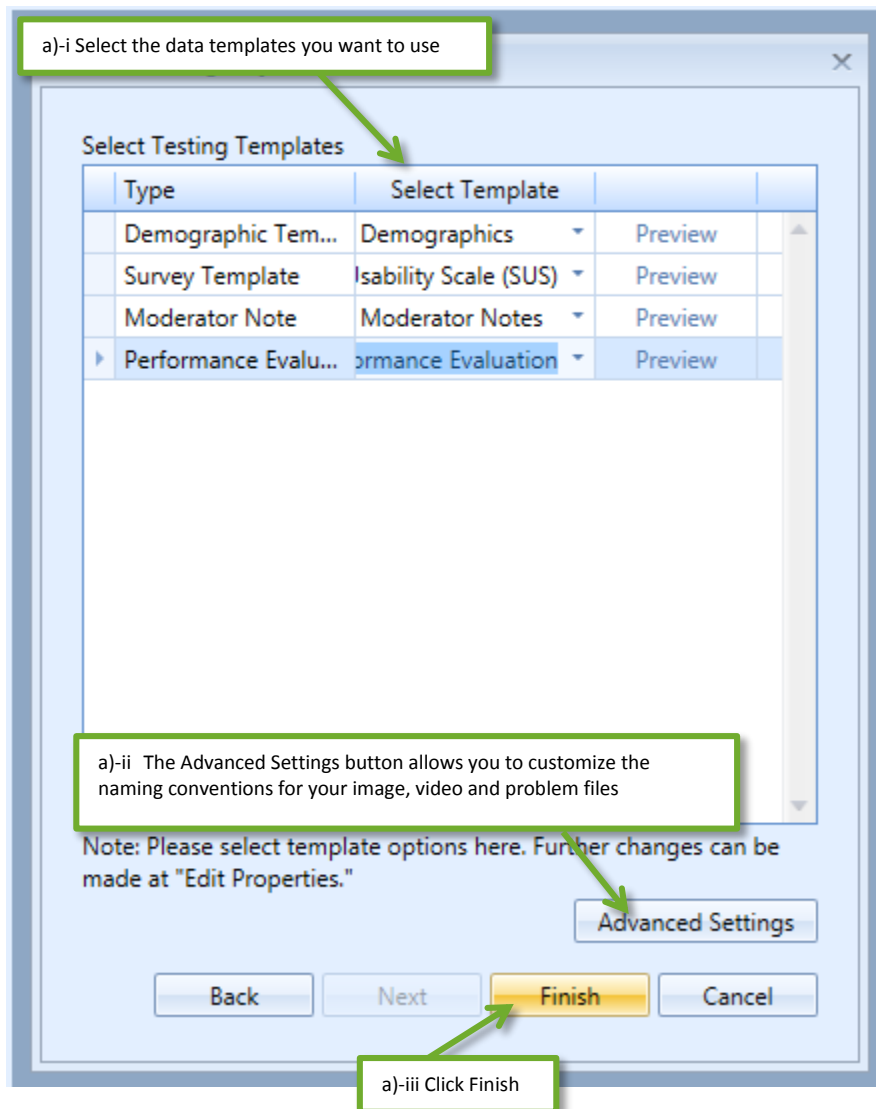 a)-i Select the data templates you want to use
Select Testing Templates
Type Select Template
Demographic Tem... Demographics Preview
Survey Template Usability Scale (SUS) Preview
Moderator Note Moderator Notes Preview
Performance Evalu... ormance Evaluation Preview
a)-ii The Advanced Settings button allows you to customize the
naming conventions for your image, video and problem files
Note: Please select template options here. Further changes can be
made at "Edit Properties."
Advanced Settings
Back Next Finish Cancel
a)-iii Click Finish